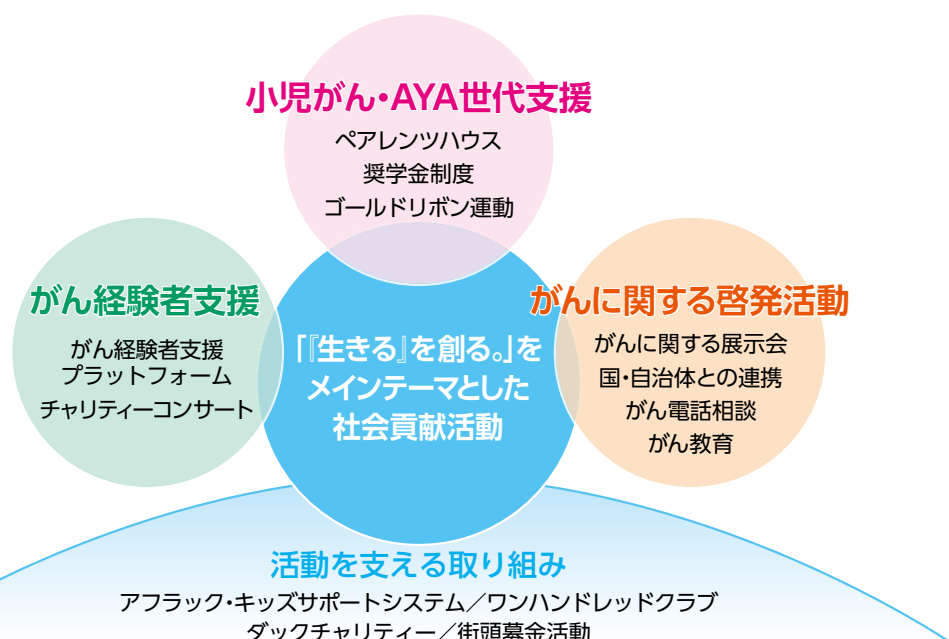 小児がん・AYA世代支援
ペアレンツハウス
奨学金制度
ゴールドリボン運動
がん経験者支援
がん経験者支援
プラットフォーム
チャリティーコンサート
「『生きる』を創る。」を
メインテーマとした
社会貢献活動
がんに関する啓発活動
がんに関する展示会
国・自治体との連携
がん電話相談
がん教育
活動を支える取り組み
アフラック・キッズサポートシステム／ワンハンドレッドクラブ
ダックチャリティー／街頭募金活動